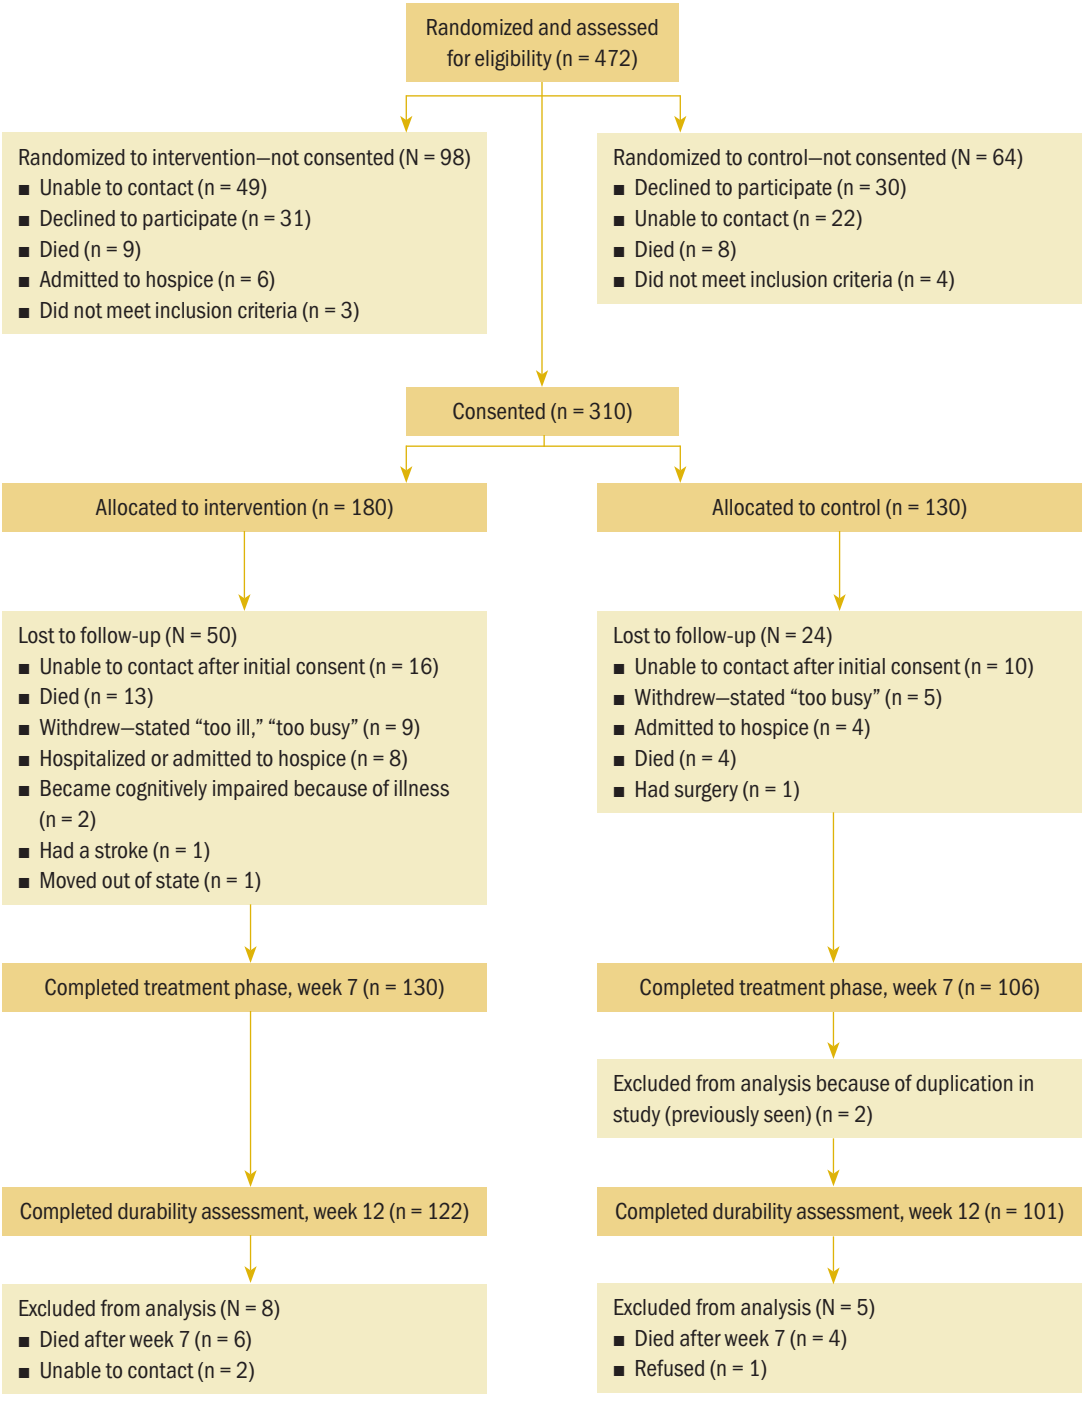 Randomized and assessed
for eligibility (n = 472)
Randomized to intervention—not consented (N = 98)
■ Unable to contact (n = 49)
■ Declined to participate (n = 31)
■ Died (n = 9)
■ Admitted to hospice (n = 6)
■ Did not meet inclusion criteria (n = 3)
Randomized to control—not consented (N = 64)
■ Declined to participate (n = 30)
■ Unable to contact (n = 22)
■ Died (n = 8)
■ Did not meet inclusion criteria (n = 4)
Consented (n = 310)
Allocated to intervention (n = 180)
Allocated to control (n = 130)
Lost to follow-up (N = 50)
■ Unable to contact after initial consent (n = 16)
■ Died (n = 13)
■ Withdrew—stated “too ill,” “too busy” (n = 9)
■ Hospitalized or admitted to hospice (n = 8)
■ Became cognitively impaired because of illness
(n = 2)
■ Had a stroke (n = 1)
■ Moved out of state (n = 1)
Lost to follow-up (N = 24)
■ Unable to contact after initial consent (n = 10)
■ Withdrew—stated “too busy” (n = 5)
■ Admitted to hospice (n = 4)
■ Died (n = 4)
■ Had surgery (n = 1)
Completed treatment phase, week 7 (n = 130)
Completed treatment phase, week 7 (n = 106)
Excluded from analysis because of duplication in
study (previously seen) (n = 2)
Completed durability assessment, week 12 (n = 122)
Completed durability assessment, week 12 (n = 101)
Excluded from analysis (N = 8)
■ Died after week 7 (n = 6)
■ Unable to contact (n = 2)
Excluded from analysis (N = 5)
■ Died after week 7 (n = 4)
■ Refused (n = 1)